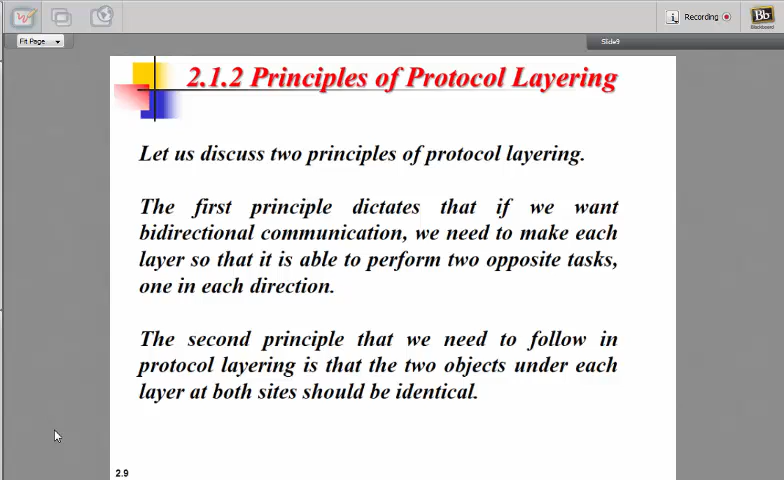 Recording
Bb
Blackboard
Fit Page
Slide9
2.1.2 Principles of Protocol Layering
Let us discuss two principles of protocol layering.
The first principle dictates that if we want
bidirectional communication, we need to make each
layer so that it is able to perform two opposite tasks,
one in each direction.
The second principle that we need to follow in
protocol layering is that the two objects under each
layer at both sites should be identical.
2.9